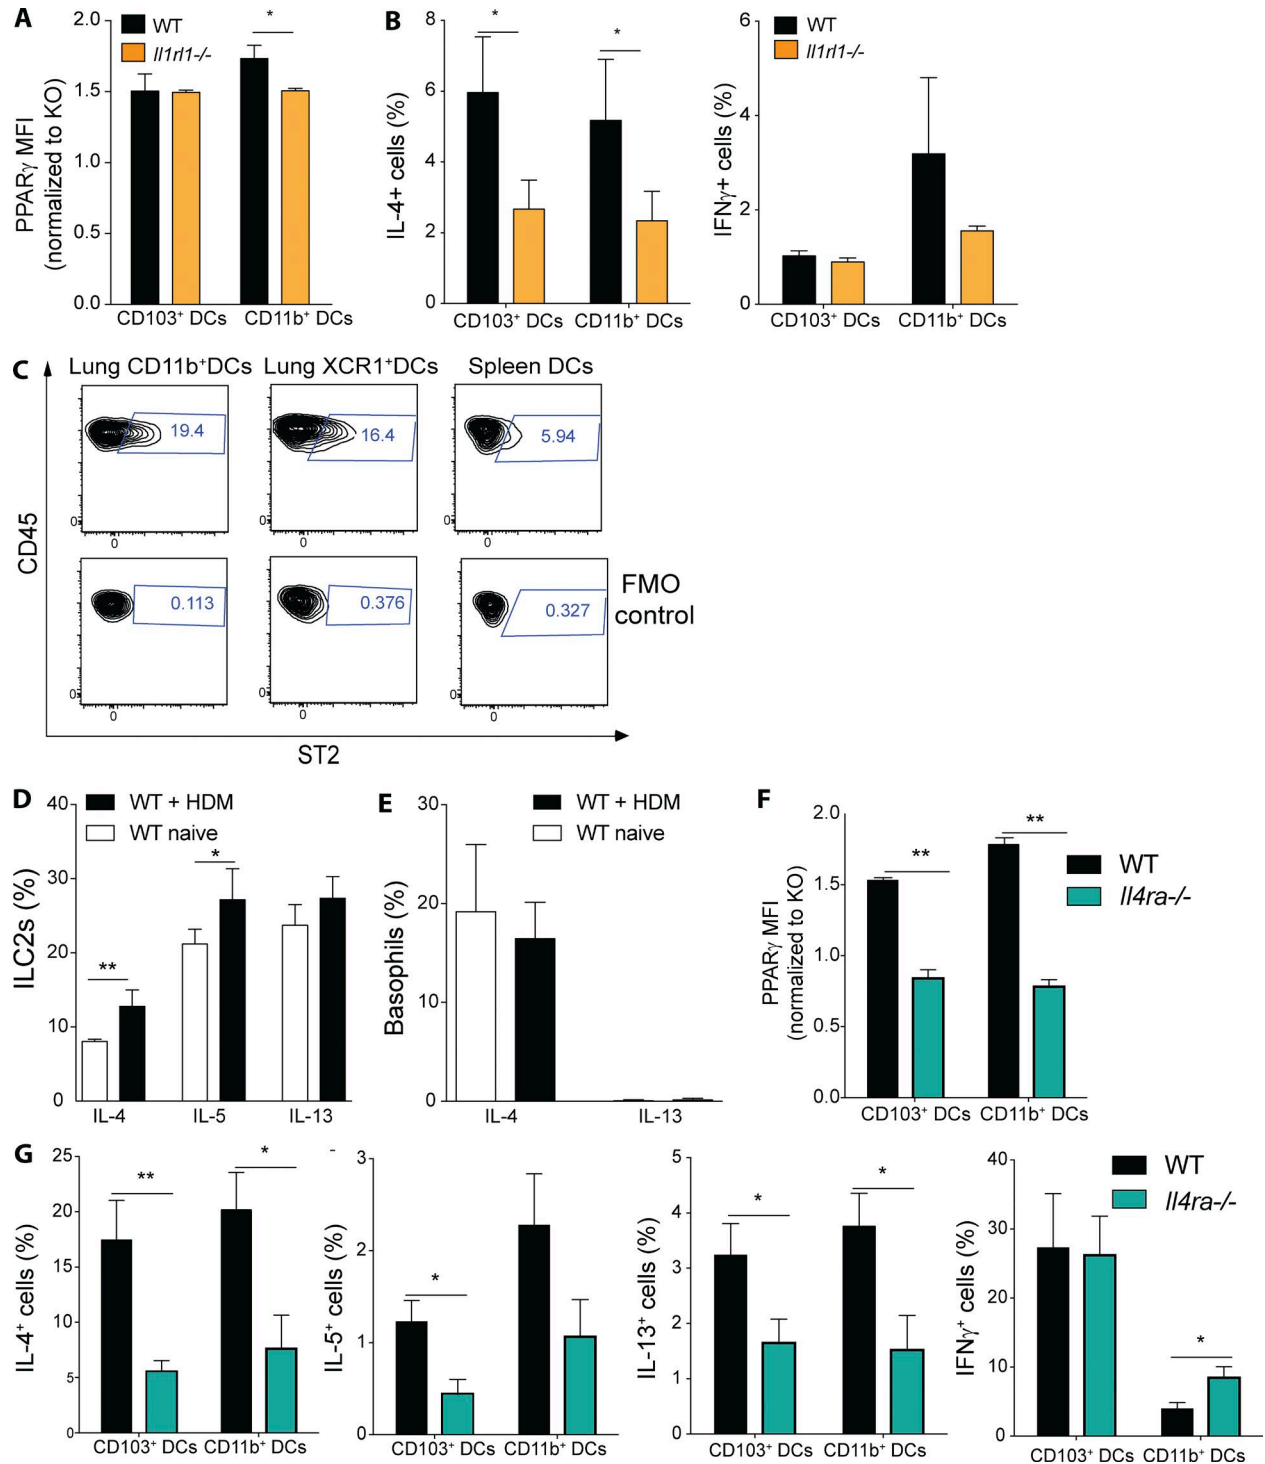 A
PPARγ MFI
(normalized to KO)
2.0
1.5
1.0
0.5
0.0
WT
Il1rl1-/-
*
CD103⁺ DCs
CD11b⁺ DCs
B
IL-4+ cells (%)
8
6
4
2
0
*
*
CD103⁺ DCs
CD11b⁺ DCs
IFNγ+ cells (%)
6
4
2
0
WT
Il1rl1-/-
CD103⁺ DCs
CD11b⁺ DCs
C
Lung CD11b⁺DCs
Lung XCR1⁺DCs
Spleen DCs
19.4
16.4
5.94
0
0
0
0
0
0
0.113
0.376
0.327
FMO
control
0
0
0
0
0
0
CD45
ST2
D
ILC2s (%)
40
30
20
10
0
WT + HDM
WT naive
**
*
IL-4
IL-5
IL-13
E
Basophils (%)
30
20
10
0
WT + HDM
WT naive
IL-4
IL-13
F
PPARγ MFI
(normalized to KO)
2.0
1.5
1.0
0.5
0.0
**
**
WT
Il4ra-/-
CD103⁺ DCs
CD11b⁺ DCs
G
IL-4⁺ cells (%)
25
20
15
10
5
0
**
*
CD103⁺ DCs
CD11b⁺ DCs
-
IL-5⁺ cells (%)
3
2
1
0
*
CD103⁺ DCs
CD11b⁺ DCs
IL-13⁺ cells (%)
5
4
3
2
1
0
*
*
CD103⁺ DCs
CD11b⁺ DCs
IFNγ⁺ cells (%)
40
30
20
10
0
WT
Il4ra-/-
*
CD103⁺ DCs
CD11b⁺ DCs